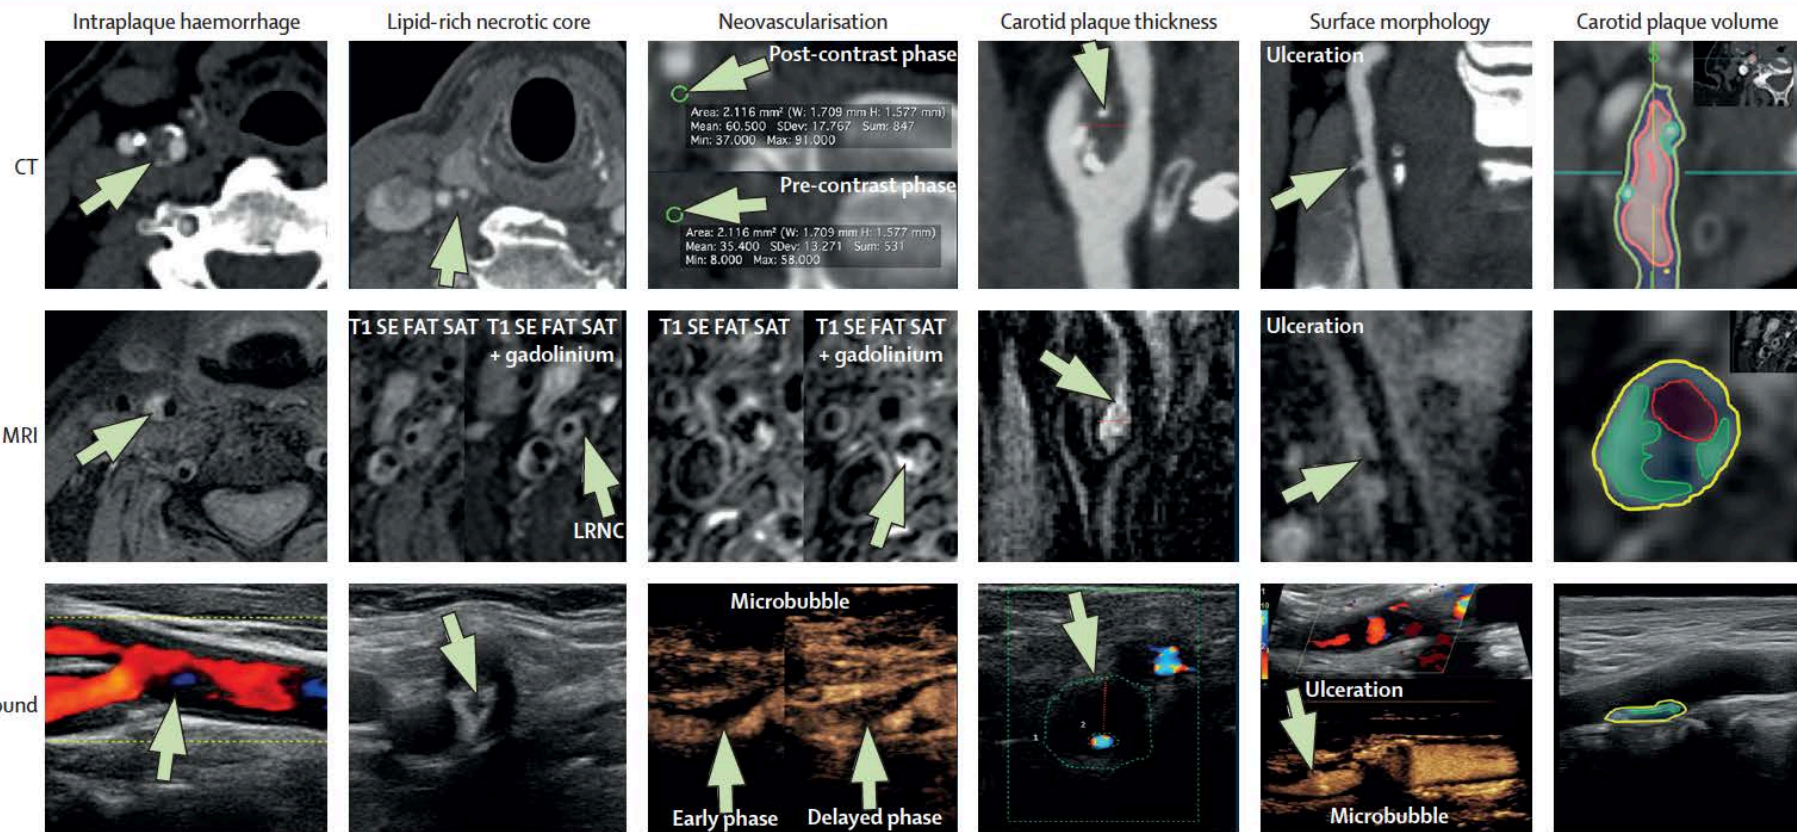 Intraplaque haemorrhage
Lipid-rich necrotic core
Neovascularisation
Carotid plaque thickness
Surface morphology
Carotid plaque volume
CT
Post-contrast phase
Area: 2.116 mm² (W: 1.709 mm H: 1.577 mm)
Mean: 60.500 SDev: 17.767 Sum: 847
Min: 37.000 Max: 91.000
Pre-contrast phase
Area: 2.116 mm² (W: 1.709 mm H: 1.577 mm)
Mean: 35.400 SDev: 13.271 Sum: 531
Min: 8.000 Max: 58.000
Ulceration
MRI
T1 SE FAT SAT
T1 SE FAT SAT
+ gadolinium
LRNC
T1 SE FAT SAT
T1 SE FAT SAT
+ gadolinium
Ulceration
ound
Microbubble
Early phase
Delayed phase
1
2
Ulceration
Microbubble